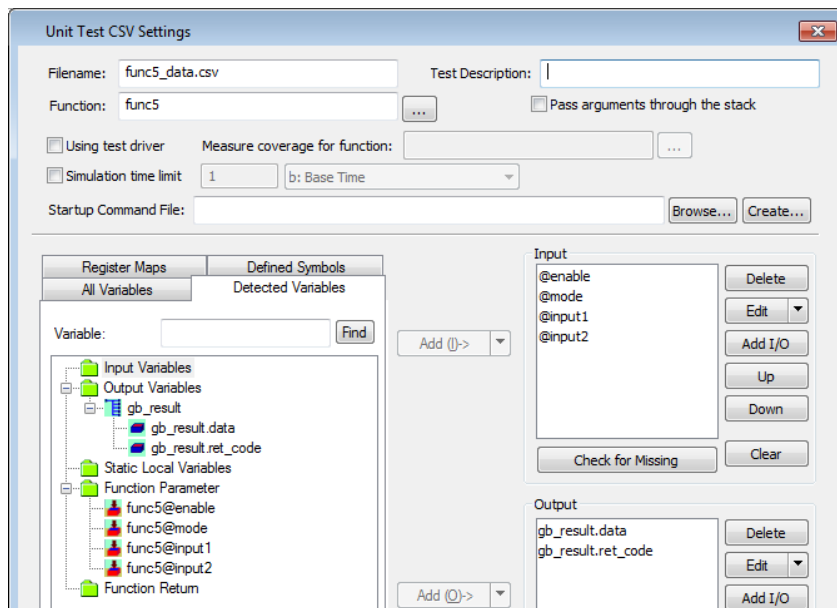 Unit Test CSV Settings
Filename: func5_data.csv Test Description:
Function: func5 ... Pass arguments through the stack
Using test driver Measure coverage for function: ...
Simulation time limit 1 b: Base Time
Startup Command File: Browse... Create...
Register Maps Defined Symbols
All Variables Detected Variables
Variable: Find
Input Variables
Output Variables
gb_result
gb_result.data
gb_result.ret_code
Static Local Variables
Function Parameter
func5@enable
func5@mode
func5@input1
func5@input2
Function Return
Add (I)->
Add (O)->
Input
@enable
@mode
@input1
@input2
Delete
Edit
Add I/O
Up
Down
Check for Missing Clear
Output
gb_result.data
gb_result.ret_code
Delete
Edit
Add I/O